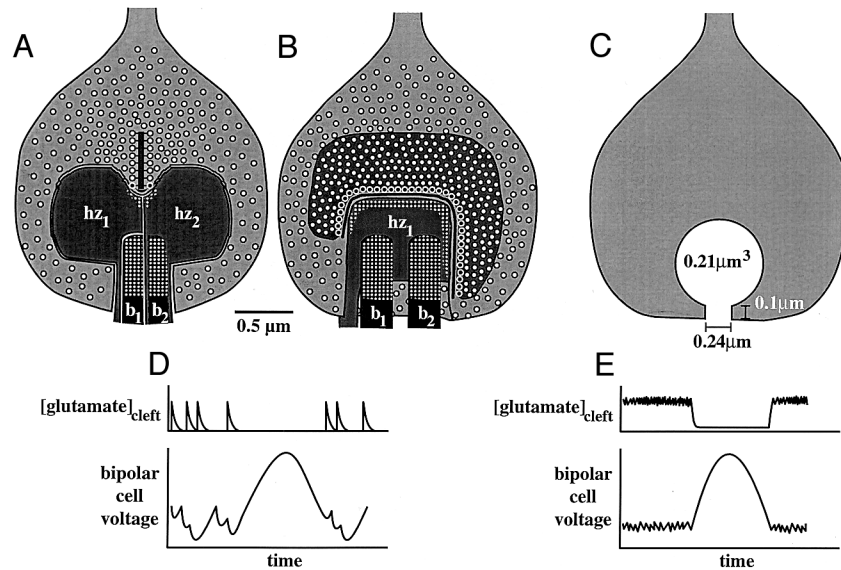 A
B
C
hz1
hz2
hz1
0.21μm³
b1
b2
0.5 μm
b1
b2
0.1μm
0.24μm
D
E
[glutamate]cleft
[glutamate]cleft
bipolar
cell
voltage
bipolar
cell
voltage
time
time